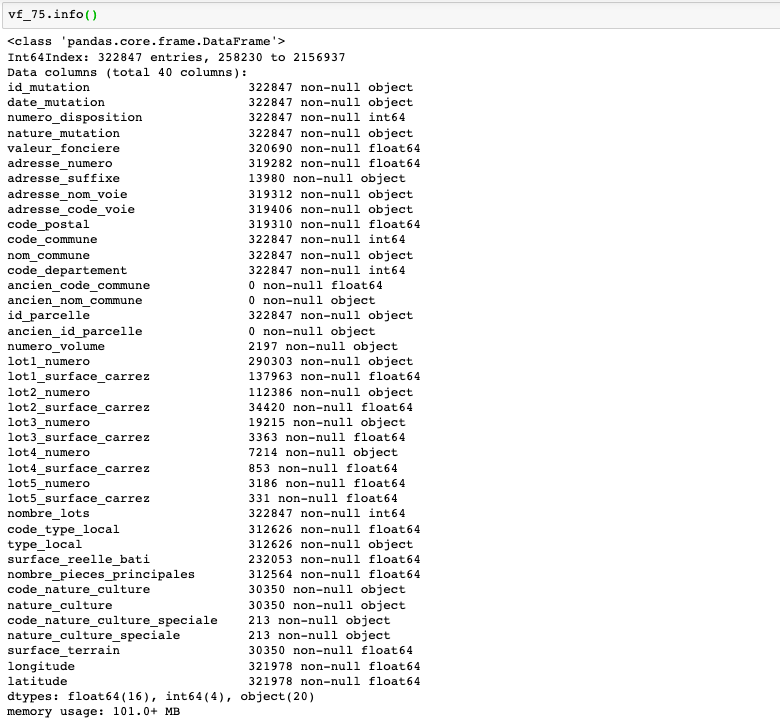 vf_75.info()
<class 'pandas.core.frame.DataFrame'>
Int64Index: 322847 entries, 258230 to 2156937
Data columns (total 40 columns):
id_mutation 322847 non-null object
date_mutation 322847 non-null object
numero_disposition 322847 non-null int64
nature_mutation 322847 non-null object
valeur_fonciere 320690 non-null float64
adresse_numero 319282 non-null float64
adresse_suffixe 13980 non-null object
adresse_nom_voie 319312 non-null object
adresse_code_voie 319406 non-null object
code_postal 319310 non-null float64
code_commune 322847 non-null int64
nom_commune 322847 non-null object
code_departement 322847 non-null int64
ancien_code_commune 0 non-null float64
ancien_nom_commune 0 non-null object
id_parcelle 322847 non-null object
ancien_id_parcelle 0 non-null object
numero_volume 2197 non-null object
lot1_numero 290303 non-null object
lot1_surface_carrez 137963 non-null float64
lot2_numero 112386 non-null object
lot2_surface_carrez 34420 non-null float64
lot3_numero 19215 non-null object
lot3_surface_carrez 3363 non-null float64
lot4_numero 7214 non-null object
lot4_surface_carrez 853 non-null float64
lot5_numero 3186 non-null float64
lot5_surface_carrez 331 non-null float64
nombre_lots 322847 non-null int64
code_type_local 312626 non-null float64
type_local 312626 non-null object
surface_reelle_bati 232053 non-null float64
nombre_pieces_principales 312564 non-null float64
code_nature_culture 30350 non-null object
nature_culture 30350 non-null object
code_nature_culture_speciale 213 non-null object
nature_culture_speciale 213 non-null object
surface_terrain 30350 non-null float64
longitude 321978 non-null float64
latitude 321978 non-null float64
dtypes: float64(16), int64(4), object(20)
memory usage: 101.0+ MB